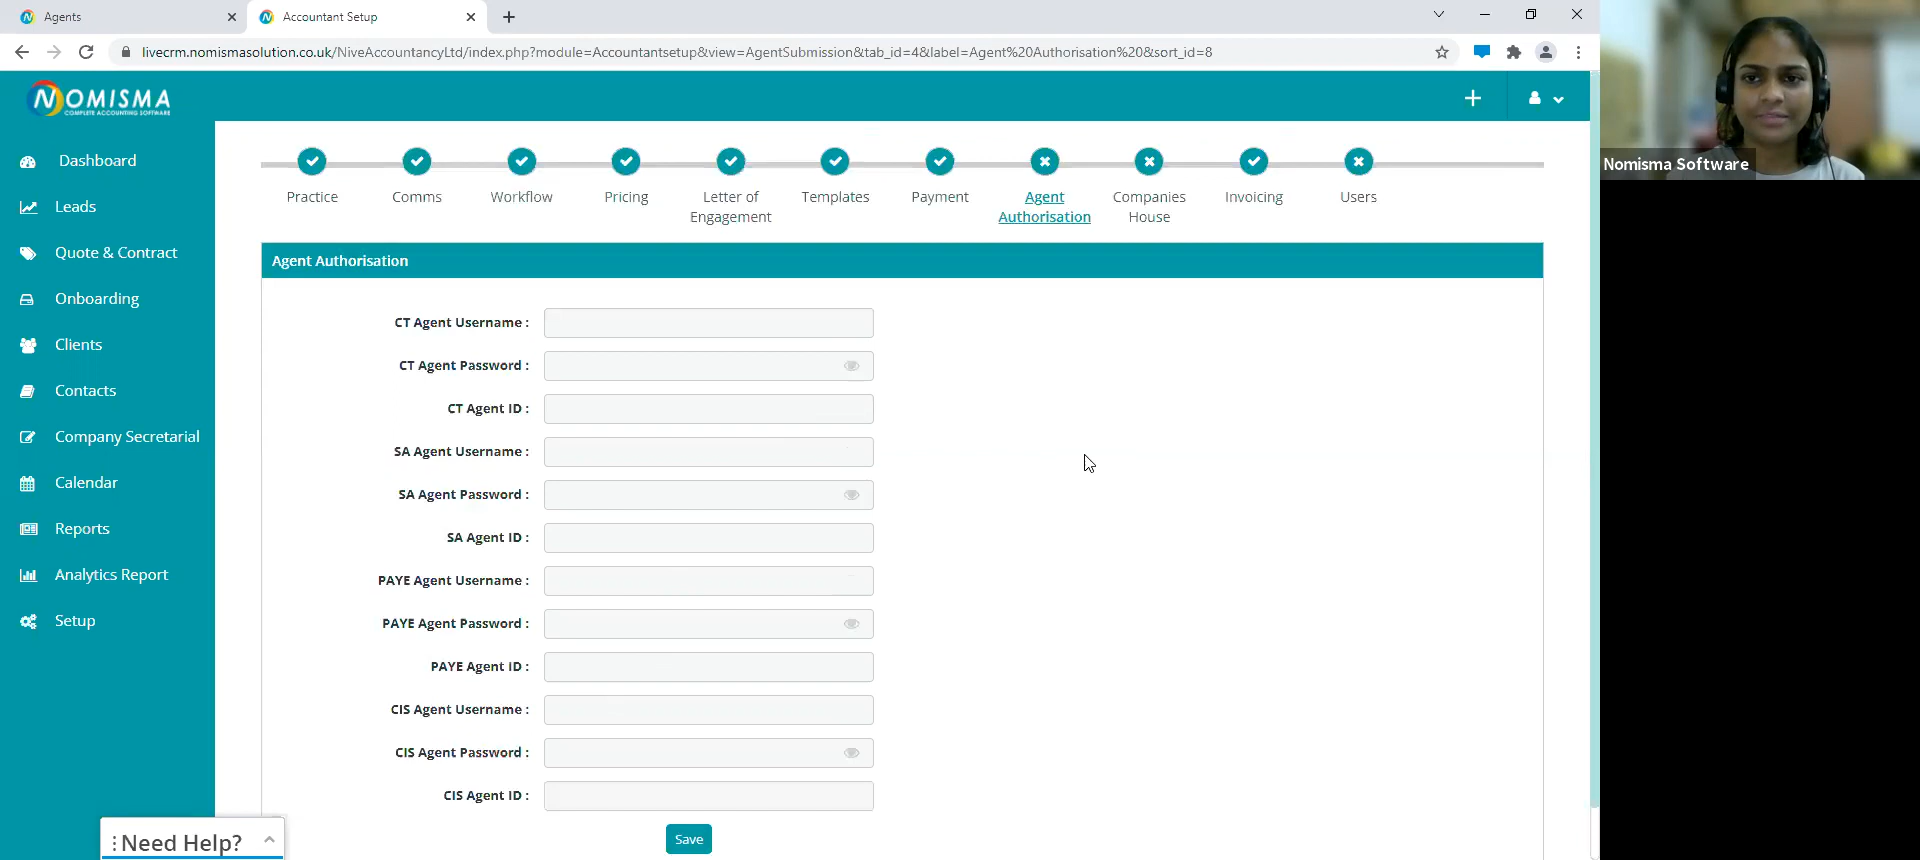 Agents
Accountant Setup
livecrm.nomismasolution.co.uk/NiveAccountancyLtd/index.php?module=Accountantsetup&view=AgentSubmission&tab_id=4&label=Agent%20Authorisation%20&sort_id=8
NOMISMA
COMPLETE ACCOUNTING SOFTWARE
Nomisma Software
Dashboard
Leads
Quote & Contract
Onboarding
Clients
Contacts
Company Secretarial
Calendar
Reports
Analytics Report
Setup
Practice
Comms
Workflow
Pricing
Letter of
Engagement
Templates
Payment
Agent
Authorisation
Companies
House
Invoicing
Users
Agent Authorisation
CT Agent Username :
CT Agent Password :
CT Agent ID :
SA Agent Username :
SA Agent Password :
SA Agent ID :
PAYE Agent Username :
PAYE Agent Password :
PAYE Agent ID :
CIS Agent Username :
CIS Agent Password :
CIS Agent ID :
Save
Need Help?